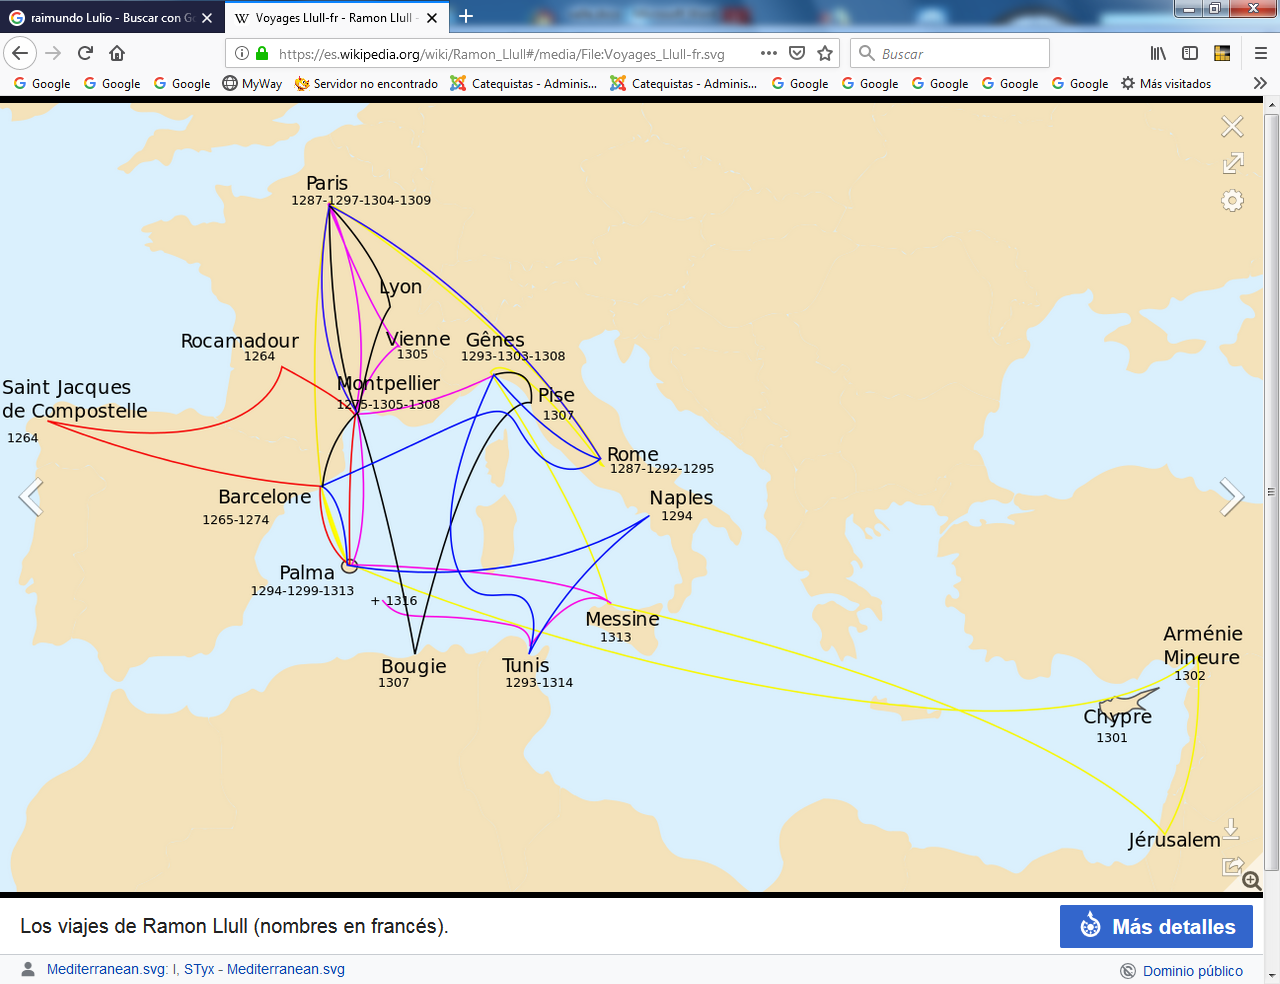 raimundo Lulio - Buscar con G
Voyages Llull-fr - Ramon Llull -
https://es.wikipedia.org/wiki/Ramon_Llull#/media/File:Voyages_Llull-fr.svg
Buscar
Google
Google
Google
MyWay
Servidor no encontrado
Catequistas - Adminis...
Catequistas - Adminis...
Google
Google
Google
Google
Google
Más visitados
Paris
1287-1297-1304-1309
Lyon
Vienne
1305
Rocamadour
1264
Gênes
1293-1303-1308
Saint Jacques
de Compostelle
1264
Montpellier
1275-1305-1308
Pise
1307
Rome
1287-1292-1295
Barcelone
1265-1274
Naples
1294
Palma
1294-1299-1313
+ 1316
Messine
1313
Bougie
1307
Tunis
1293-1314
Arménie
Mineure
1302
Chypre
1301
Jérusalem
Los viajes de Ramon Llull (nombres en francés).
Más detalles
Mediterranean.svg: I, STyx - Mediterranean.svg
Dominio público